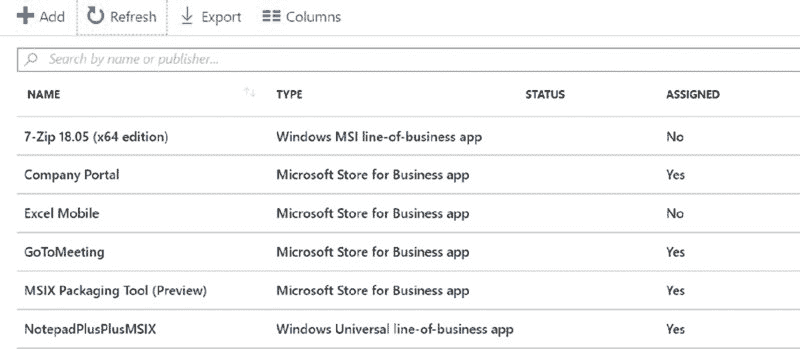 Add Refresh Export Columns
Search by name or publisher...
NAME TYPE STATUS ASSIGNED
7-Zip 18.05 (x64 edition) Windows MSI line-of-business app No
Company Portal Microsoft Store for Business app Yes
Excel Mobile Microsoft Store for Business app No
GoToMeeting Microsoft Store for Business app Yes
MSIX Packaging Tool (Preview) Microsoft Store for Business app Yes
NotepadPlusPlusMSIX Windows Universal line-of-business app Yes